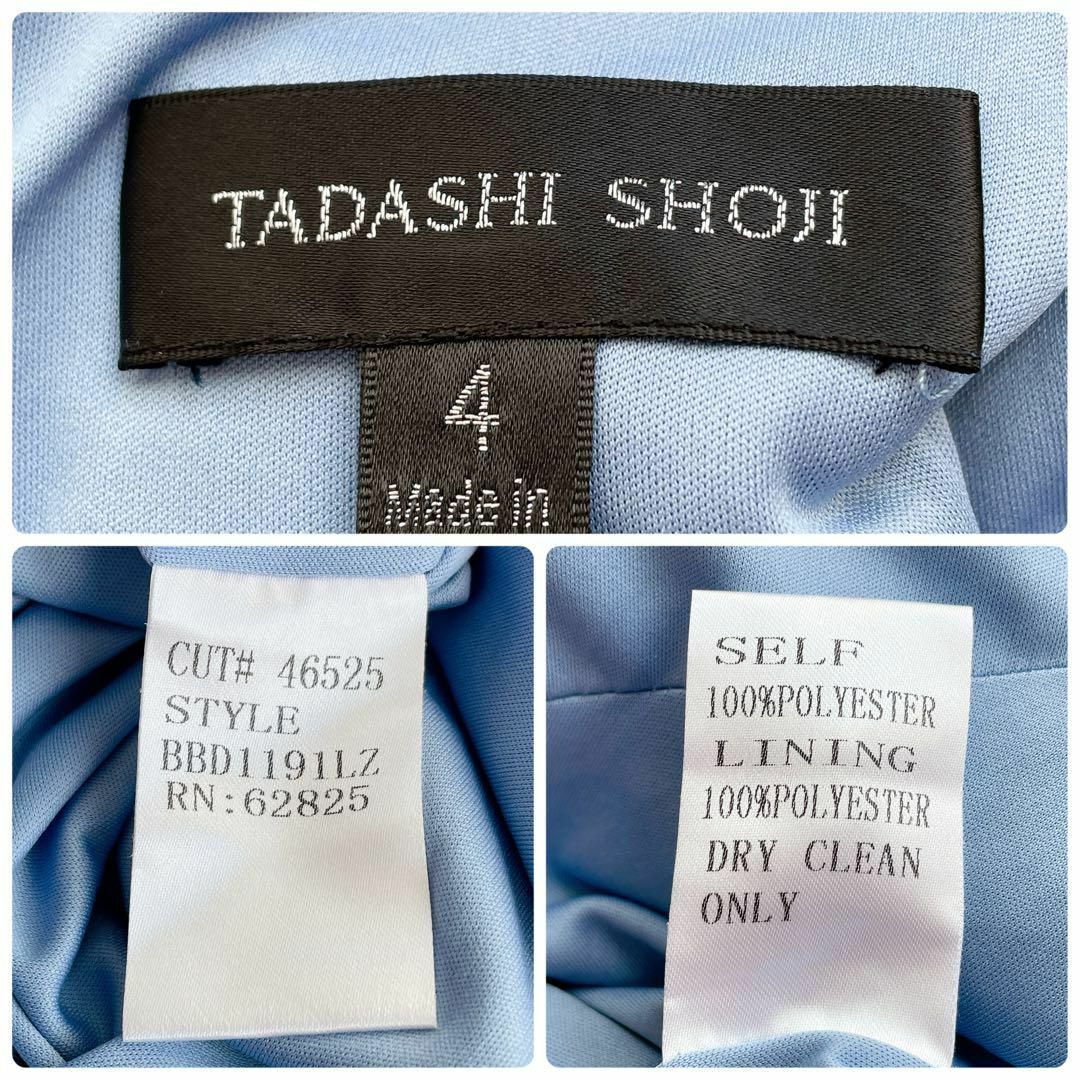 TADASHI SHOJI
4
Made in
CUT# 46525
STYLE
BBD1191LZ
RN:62825
SELF
100%POLYESTER
LINING
100%POLYESTER
DRY CLEAN
ONLY